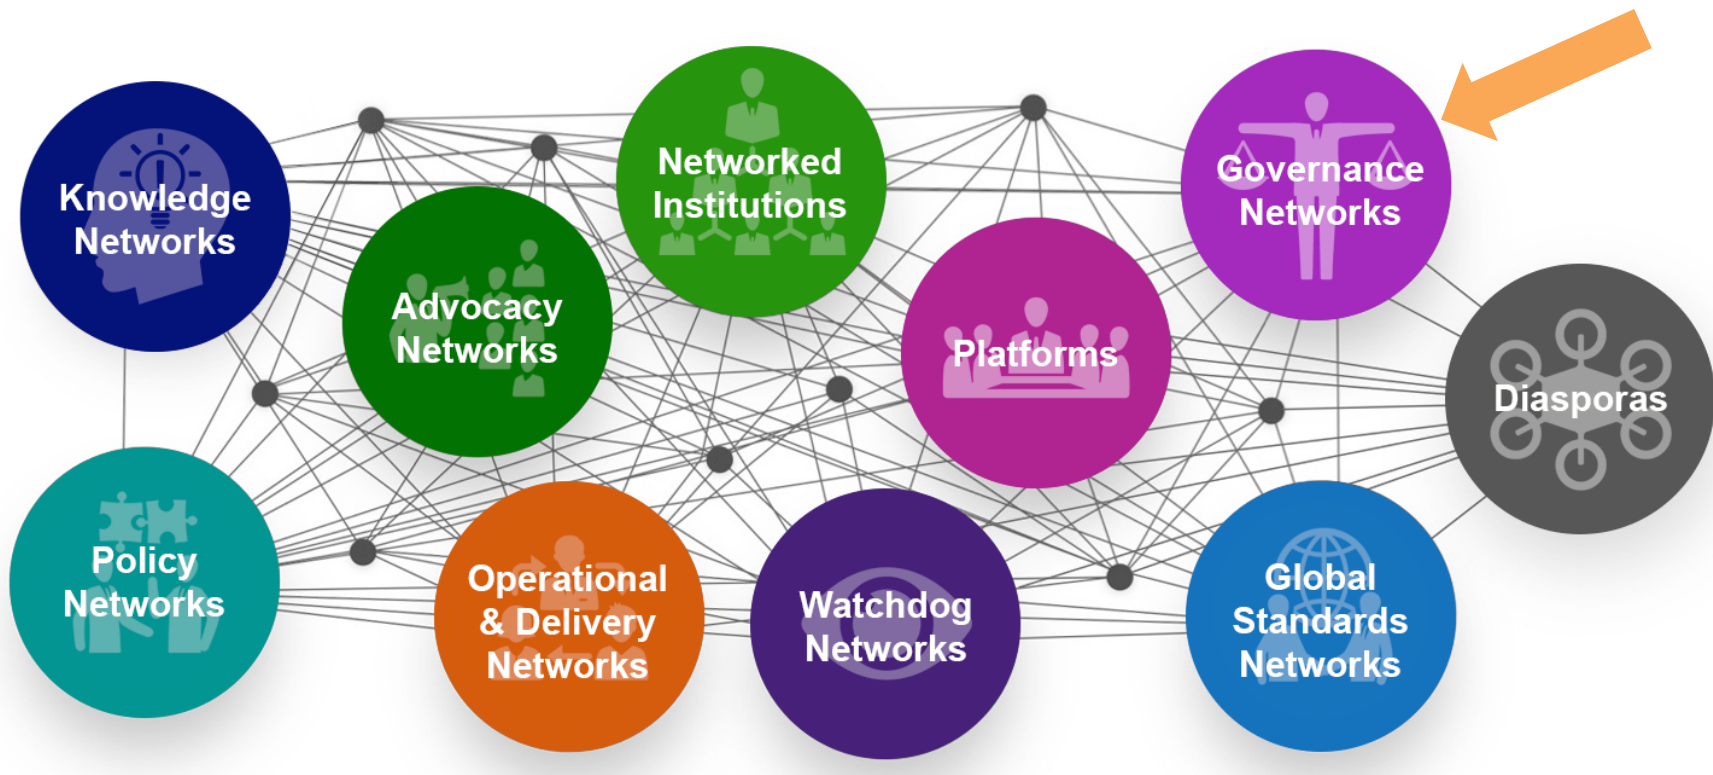 Knowledge
Networks
Advocacy
Networks
Networked
Institutions
Platforms
Governance
Networks
Diasporas
Policy
Networks
Operational
& Delivery
Networks
Watchdog
Networks
Global
Standards
Networks